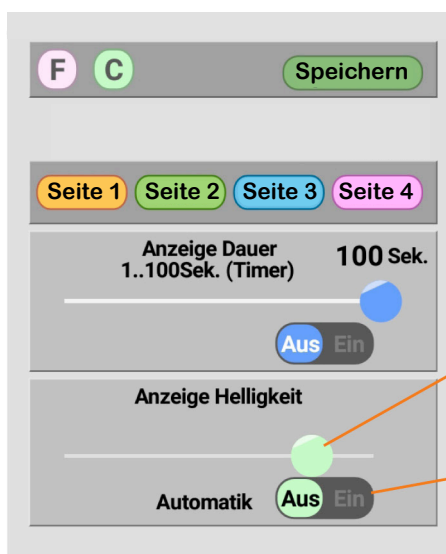 F C Speichern
Seite 1 Seite 2 Seite 3 Seite 4
Anzeige Dauer 100 Sek.
1..100Sek. (Timer)
Aus Ein
Anzeige Helligkeit
Automatik Aus Ein